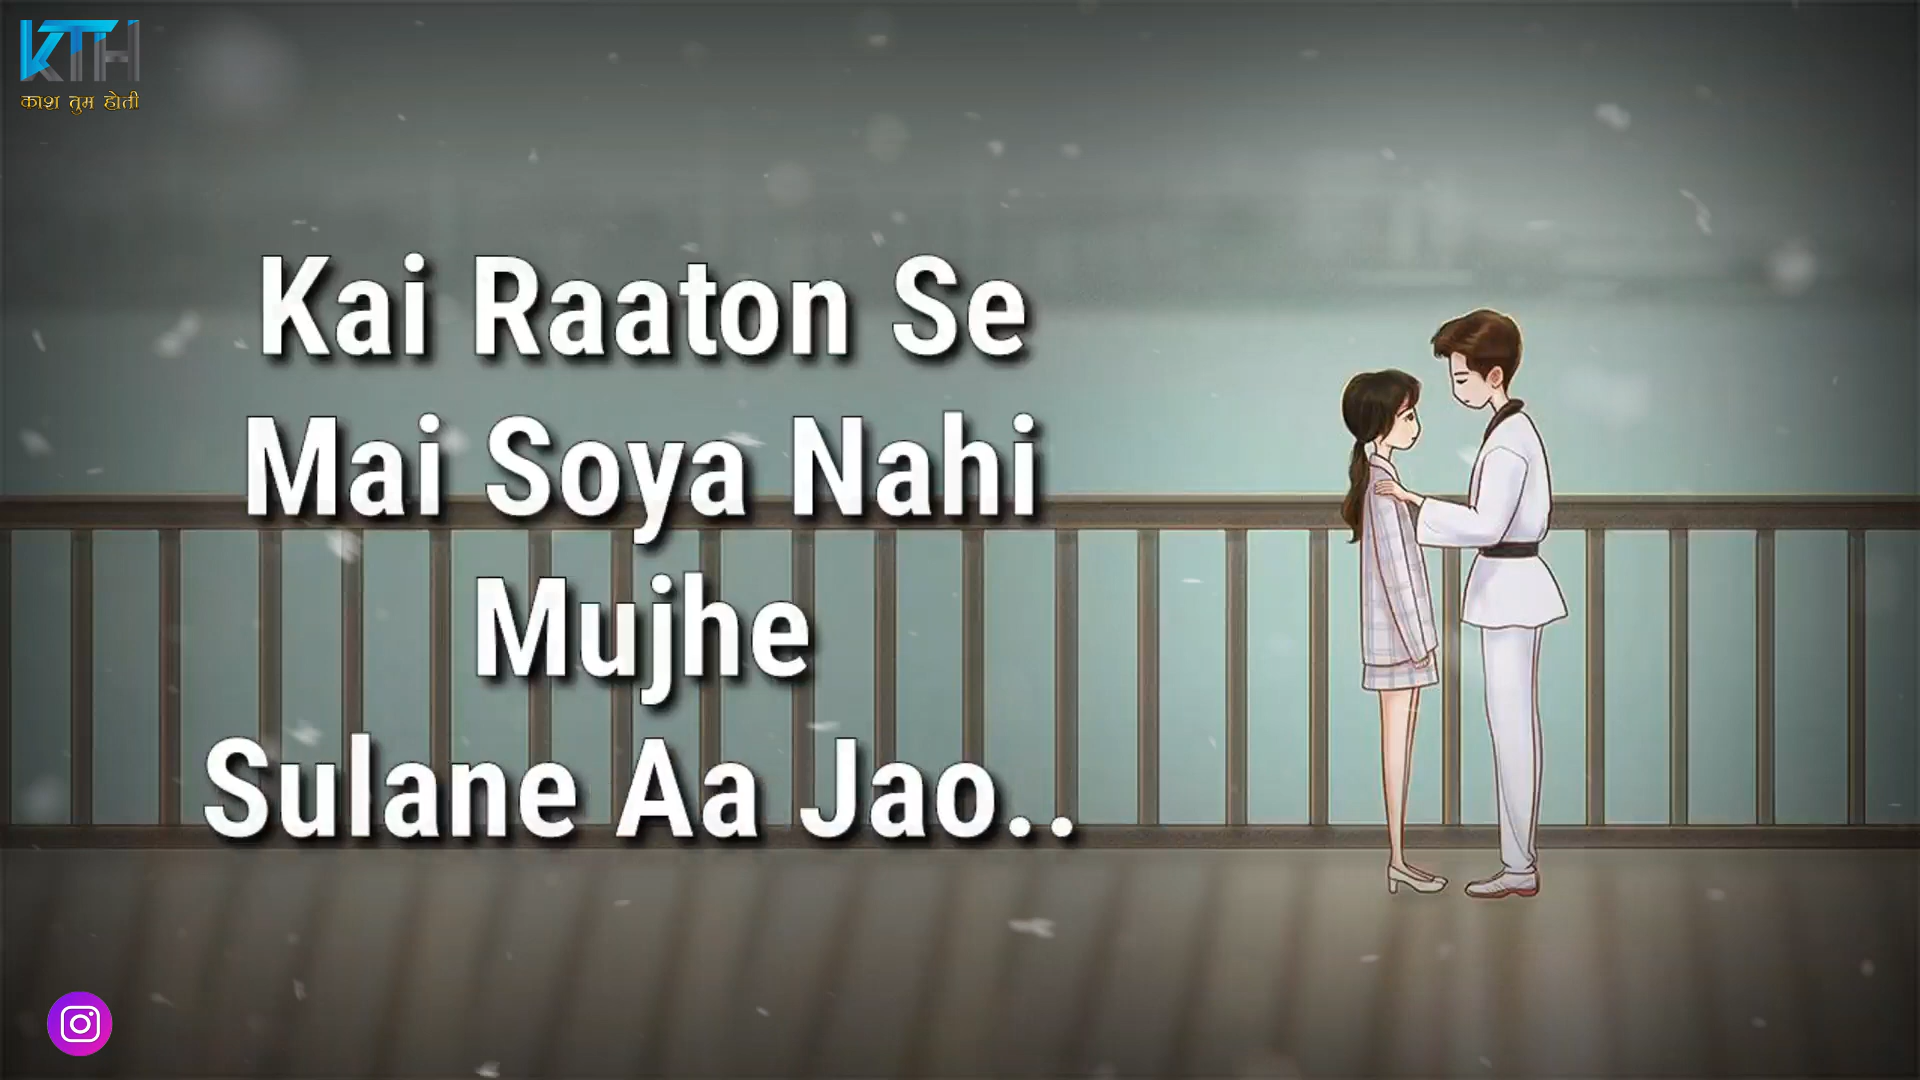 KTH
काश तुम होती
Kai Raaton Se
Mai Soya Nahi
Mujhe
Sulane Aa Jao..